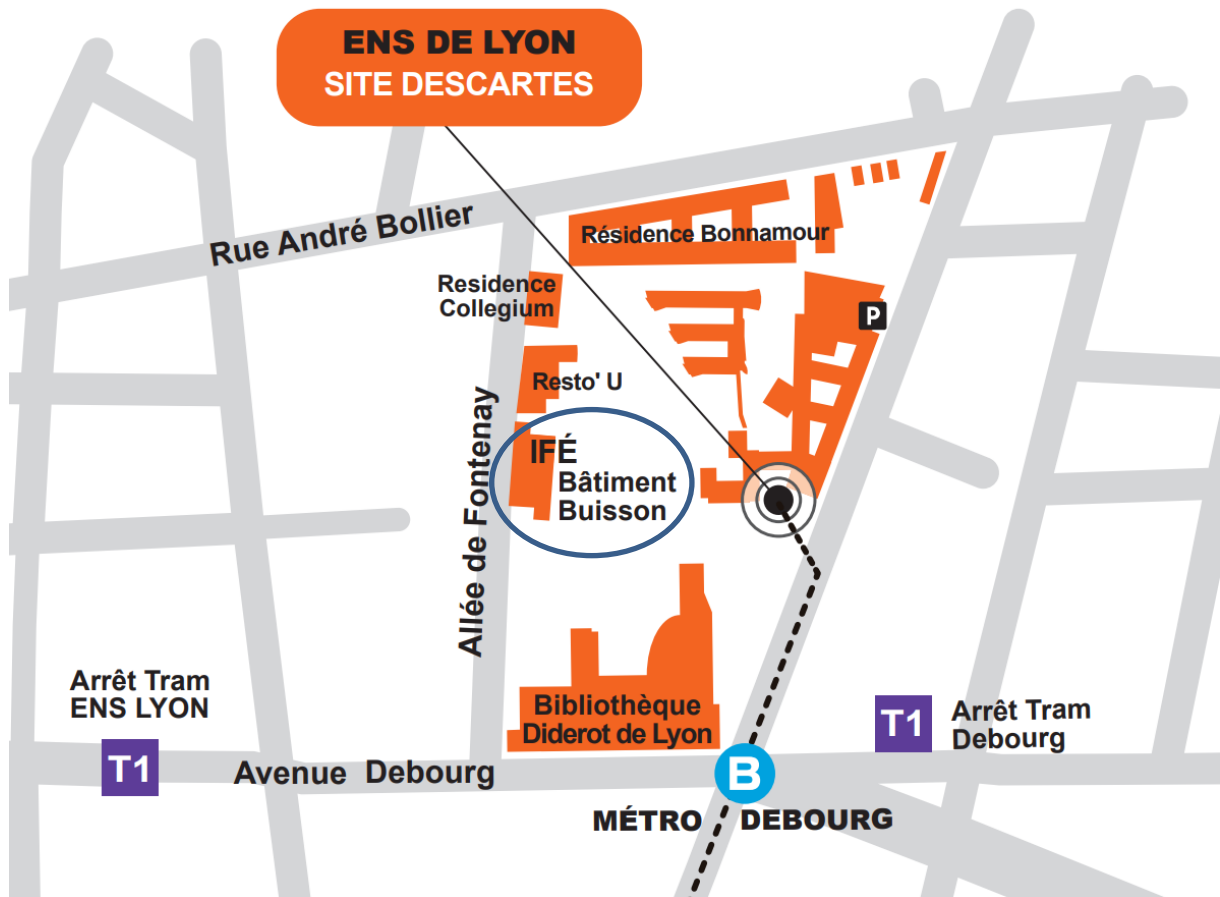 ENS DE LYON
SITE DESCARTES
Rue André Bollier
Résidence Bonnamour
Residence
Collegium
P
Resto' U
Allée de Fontenay
IFÉ
Bâtiment
Buisson
Arrêt Tram
ENS LYON
T1
Bibliothèque
Diderot de Lyon
T1
Arrêt Tram
Debourg
Avenue Debourg
B
MÉTRO DEBOURG